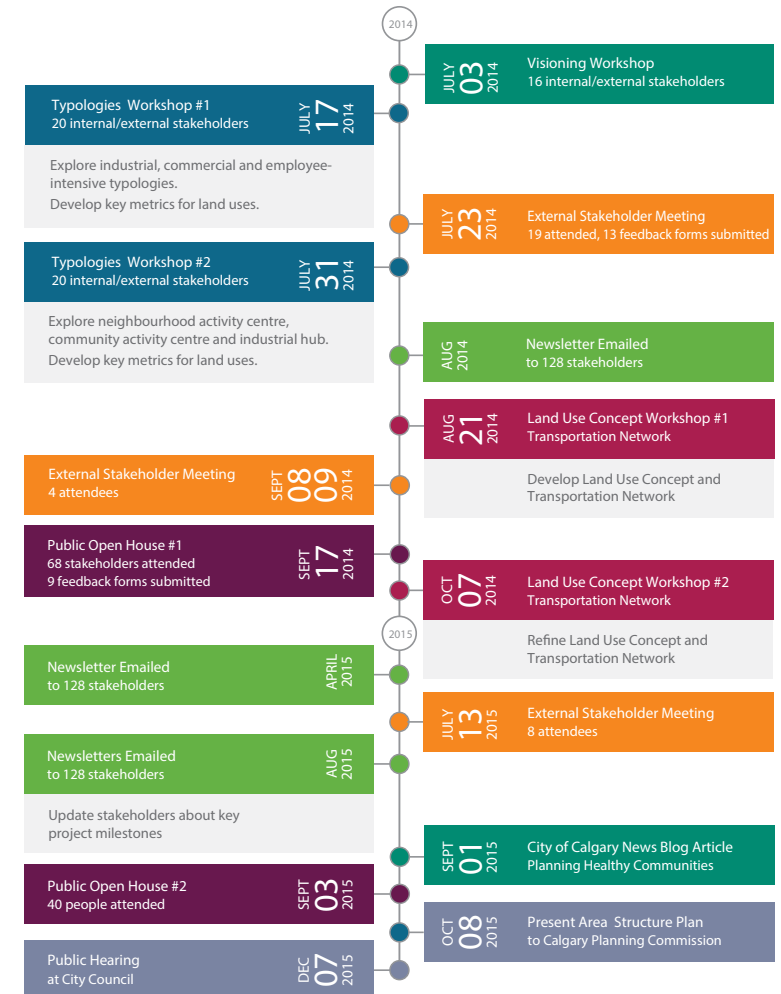 2014
JULY
03
2014
Visioning Workshop
16 internal/external stakeholders
Typologies Workshop #1
20 internal/external stakeholders
JULY
17
2014
Explore industrial, commercial and employee-
intensive typologies.
Develop key metrics for land uses.
JULY
23
2014
External Stakeholder Meeting
19 attended, 13 feedback forms submitted
Typologies Workshop #2
20 internal/external stakeholders
JULY
31
2014
Explore neighbourhood activity centre,
community activity centre and industrial hub.
Develop key metrics for land uses.
AUG
2014
Newsletter Emailed
to 128 stakeholders
AUG
21
2014
Land Use Concept Workshop #1
Transportation Network
Develop Land Use Concept and
Transportation Network
External Stakeholder Meeting
4 attendees
SEPT
08
09
2014
Public Open House #1
68 stakeholders attended
9 feedback forms submitted
SEPT
17
2014
OCT
07
2014
Land Use Concept Workshop #2
Transportation Network
Refine Land Use Concept and
Transportation Network
2015
Newsletter Emailed
to 128 stakeholders
APRIL
2015
JULY
13
2015
External Stakeholder Meeting
8 attendees
Newsletters Emailed
to 128 stakeholders
AUG
2015
Update stakeholders about key
project milestones
SEPT
01
2015
City of Calgary News Blog Article
Planning Healthy Communities
Public Open House #2
40 people attended
SEPT
03
2015
OCT
08
2015
Present Area Structure Plan
to Calgary Planning Commission
Public Hearing
at City Council
DEC
07
2015